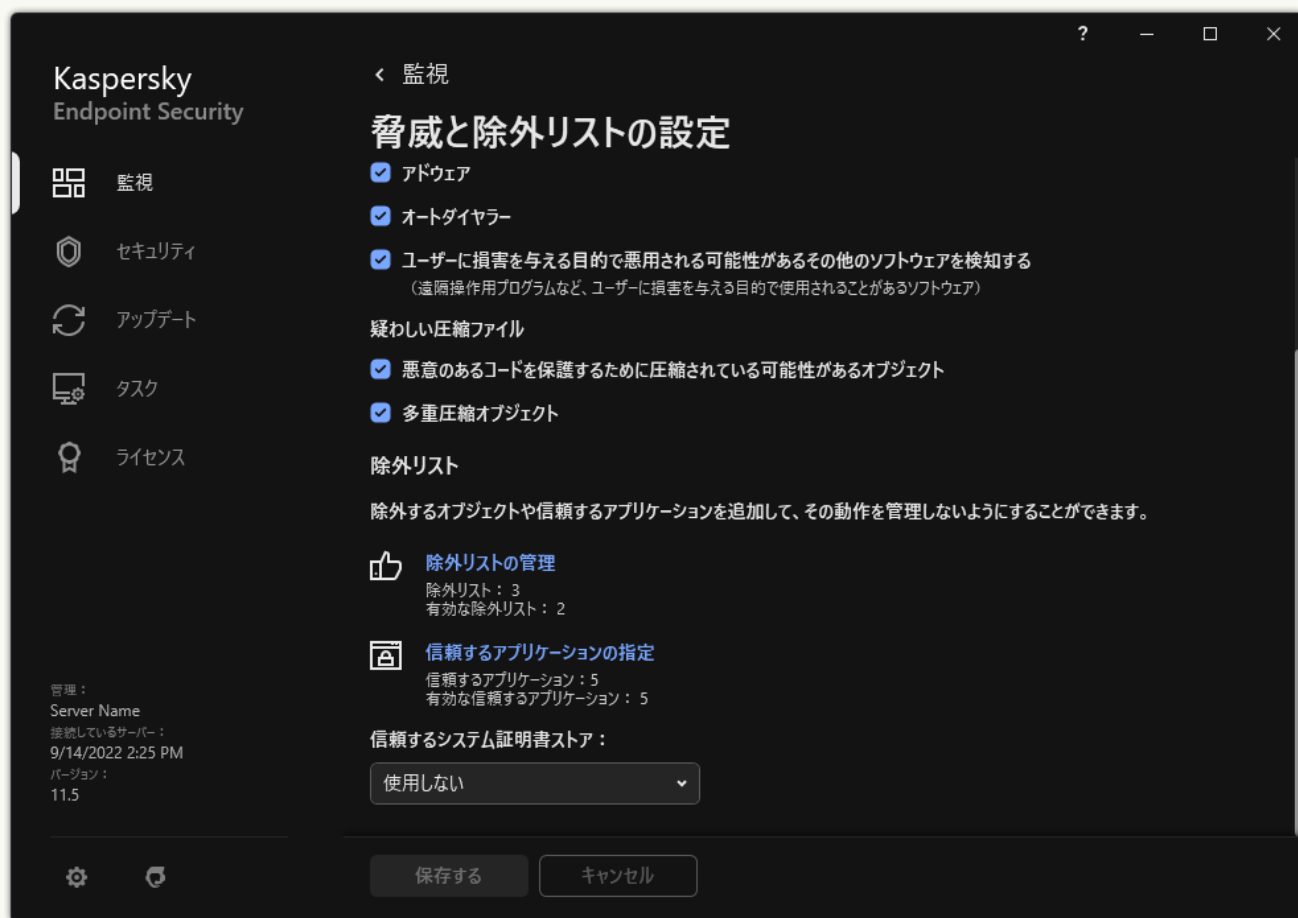 ?
Kaspersky
Endpoint Security
監視
セキュリティ
アップデート
タスク
ライセンス
管理：
Server Name
接続しているサーバー：
9/14/2022 2:25 PM
バージョン：
11.5
監視
脅威と除外リストの設定
アドウェア
オートダイヤラー
ユーザーに損害を与える目的で悪用される可能性があるその他のソフトウェアを検知する
（遠隔操作用プログラムなど、ユーザーに損害を与える目的で使用されることがあるソフトウェア）
疑わしい圧縮ファイル
悪意のあるコードを保護するために圧縮されている可能性があるオブジェクト
多重圧縮オブジェクト
除外リスト
除外するオブジェクトや信頼するアプリケーションを追加して、その動作を管理しないようにすることができます。
除外リストの管理
除外リスト： 3
有効な除外リスト： 2
信頼するアプリケーションの指定
信頼するアプリケーション：5
有効な信頼するアプリケーション： 5
信頼するシステム証明書ストア：
使用しない
保存する
キャンセル